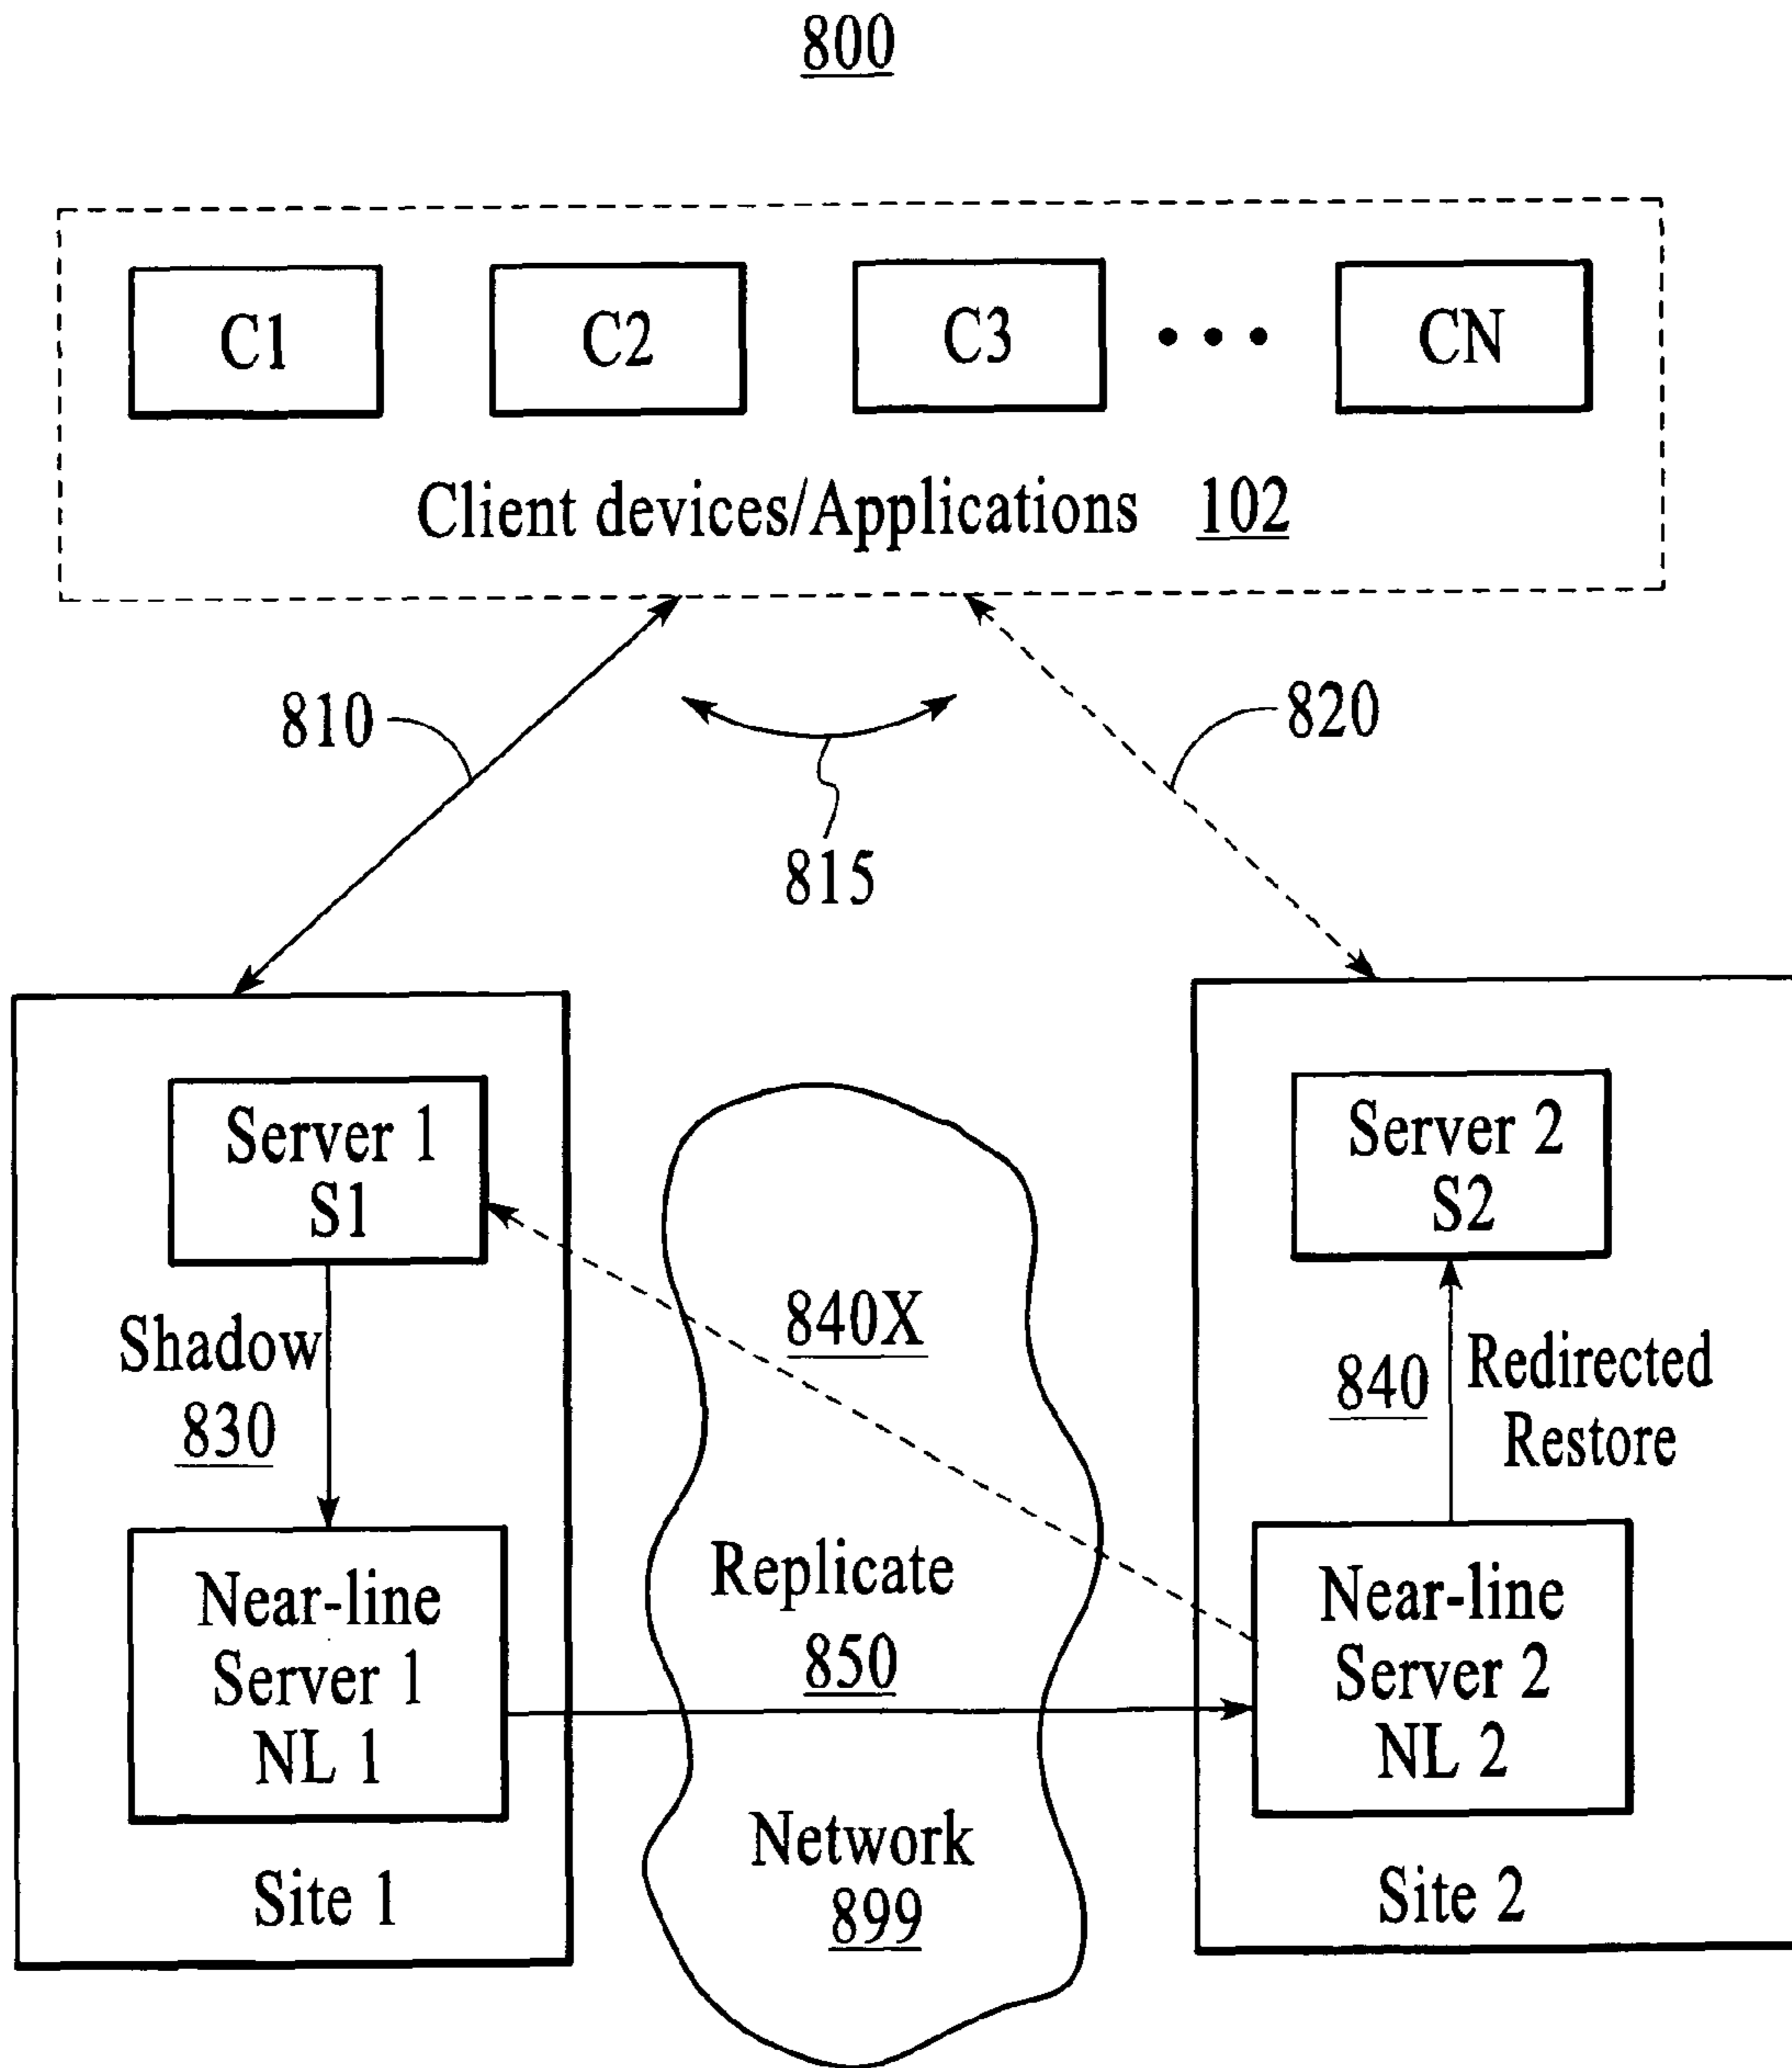 800
C1
C2
C3
CN
Client devices/Applications 102
810
820
815
Server 1
S1
Shadow
830
Near-line
Server 1
NL 1
Site 1
840X
Replicate
850
Network
899
Server 2
S2
840
Redirected
Restore
Near-line
Server 2
NL 2
Site 2